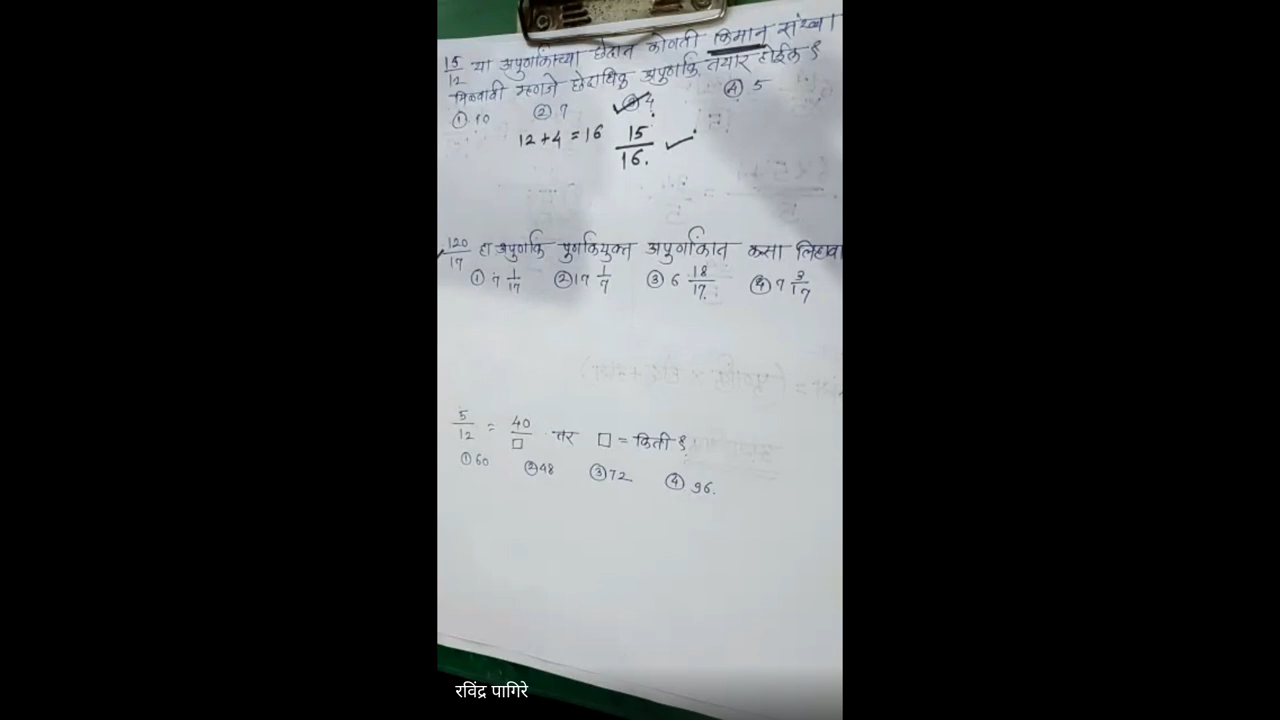 15/12 या अपुर्णांकाच्या छेदात कोणती किमान संख्या
मिळवावी म्हणजे छेदाधिक अपुर्णांक तयार होईल ?
① 10 ② 7 ③ 4 ④ 5
12 + 4 = 16 15/16. ✓
120/17 हा अपुर्णांक पुर्णांकयुक्त अपुर्णांकात कसा लिहावा
① 7 1/17 ② 17 1/7 ③ 6 18/17. ④ 7 3/17
5/12 = 40/□ तर □ = किती ?
① 60 ② 48 ③ 72 ④ 96.
रविंद्र पागिरे